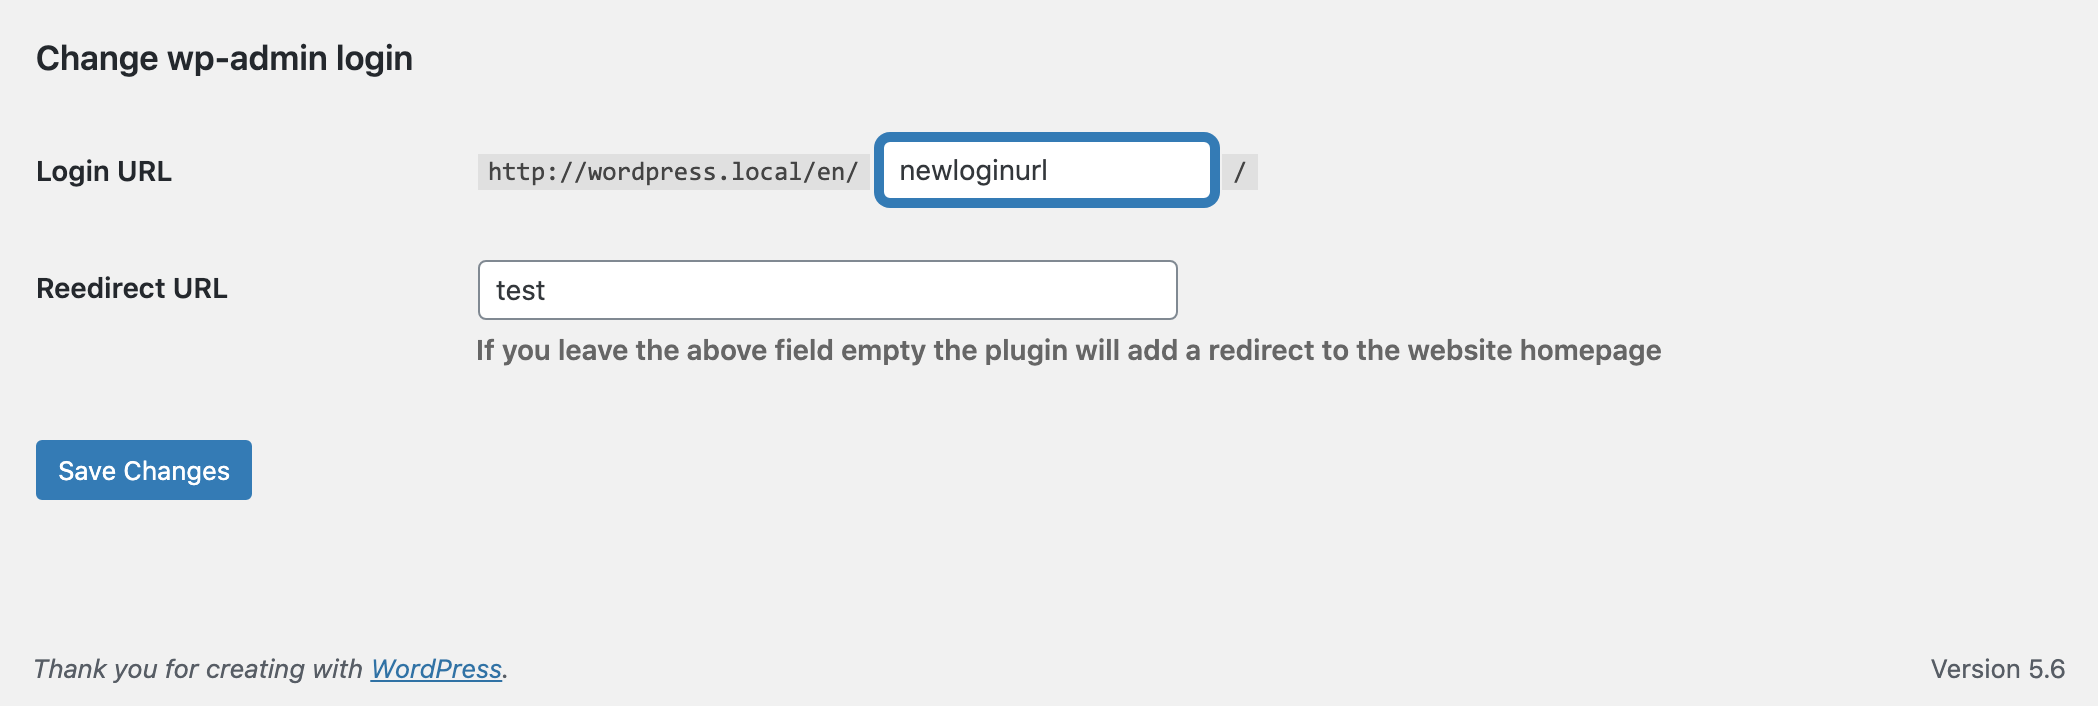 Change wp-admin login
Login URL http://wordpress.local/en/ newloginurl /
Reedirect URL test
If you leave the above field empty the plugin will add a redirect to the website homepage
Save Changes
Thank you for creating with WordPress. Version 5.6